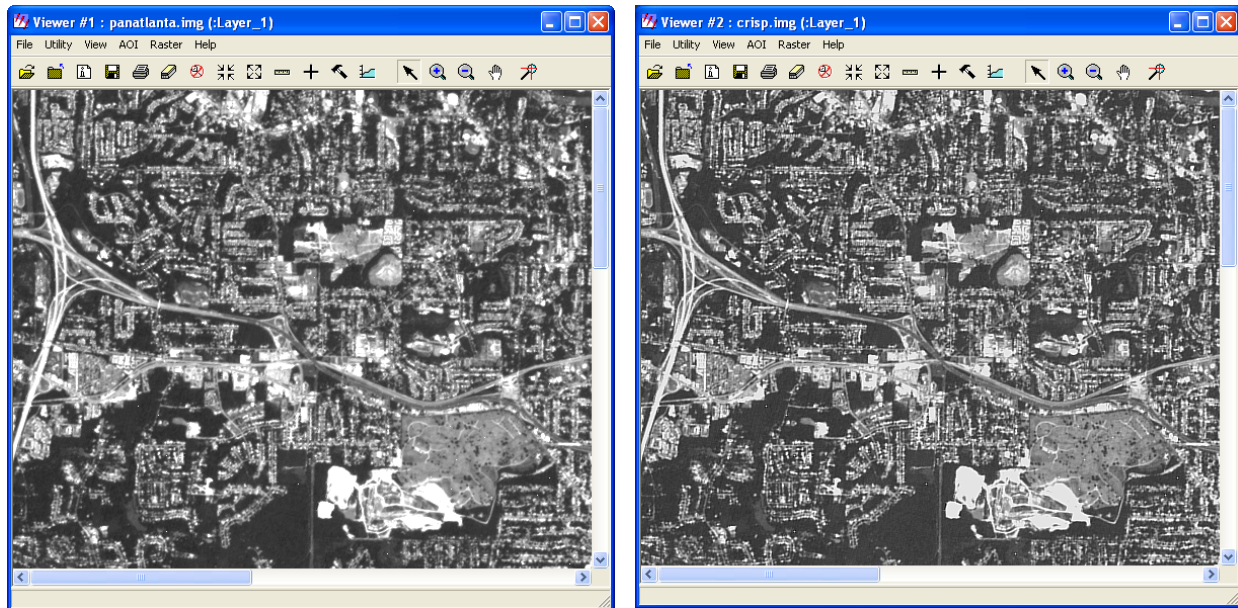 Viewer #1 : panatlanta.img (:Layer_1)
File Utility View AOI Raster Help
Viewer #2 : crisp.img (:Layer_1)
File Utility View AOI Raster Help